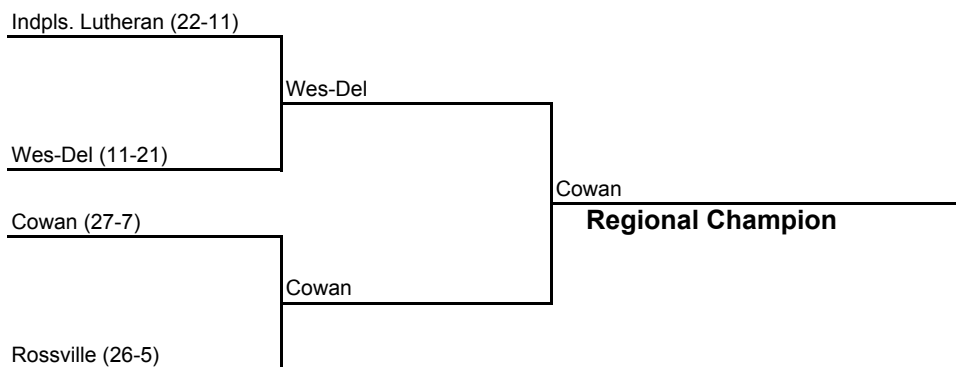 Indpls. Lutheran (22-11)
Wes-Del
Wes-Del (11-21)
Cowan
Cowan (27-7)
Regional Champion
Cowan
Rossville (26-5)